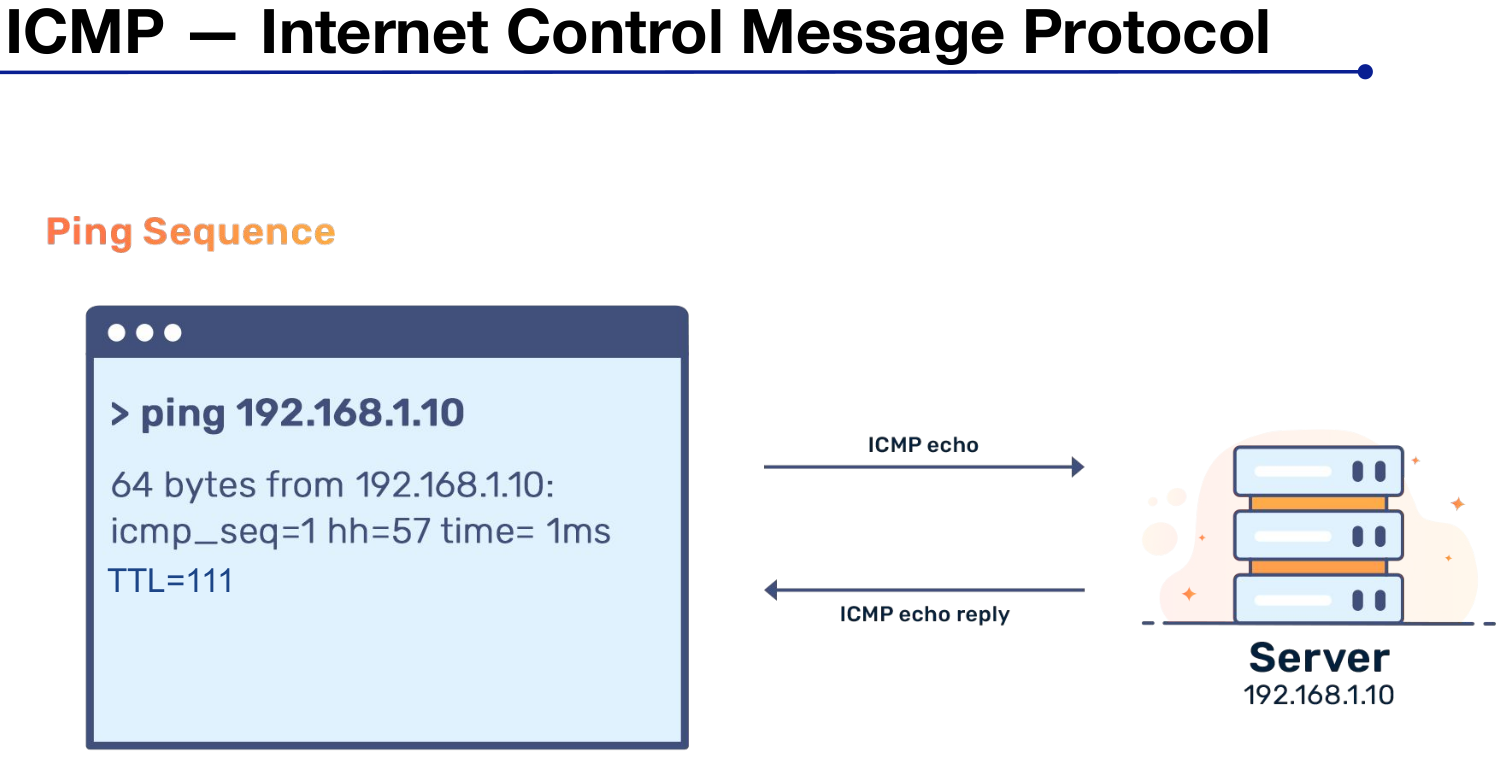 ICMP — Internet Control Message Protocol
Ping Sequence
> ping 192.168.1.10
64 bytes from 192.168.1.10:
icmp_seq=1 hh=57 time= 1ms
TTL=111
ICMP echo
ICMP echo reply
Server
192.168.1.10